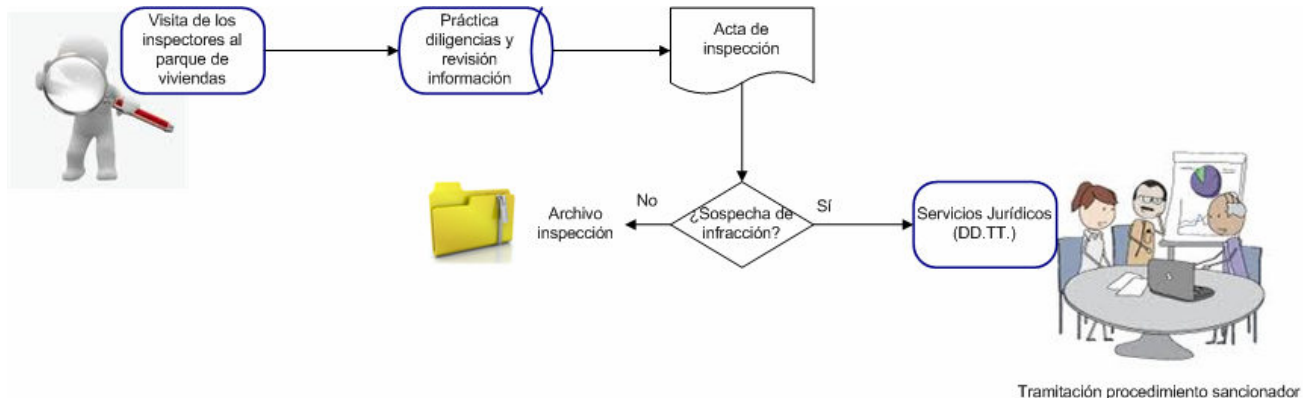 Visita de los
inspectores al
parque de
viviendas
Práctica
diligencias y
revisión
información
Acta de
inspección
¿Sospecha de
infracción?
No
Sí
Archivo
inspección
Servicios Jurídicos
(DD.TT.)
Tramitación procedimiento sancionador